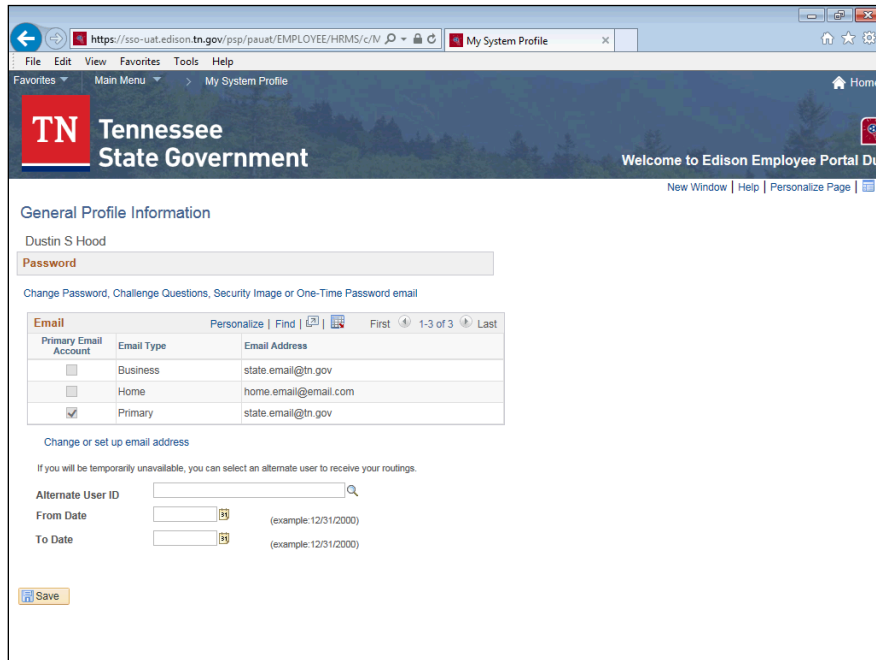 https://sso-uat.edison.tn.gov/psp/pauat/EMPLOYEE/HRMS/c/M
My System Profile
File Edit View Favorites Tools Help
Favorites Main Menu > My System Profile
Home
TN Tennessee
State Government
Welcome to Edison Employee Portal Du
New Window | Help | Personalize Page |
General Profile Information
Dustin S Hood
Password
Change Password, Challenge Questions, Security Image or One-Time Password email
Email Personalize | Find | | First 1-3 of 3 Last
Primary Email Account Email Type Email Address
Business state.email@tn.gov
Home home.email@email.com
Primary state.email@tn.gov
Change or set up email address
If you will be temporarily unavailable, you can select an alternate user to receive your routings.
Alternate User ID
From Date 31 (example:12/31/2000)
To Date 31 (example:12/31/2000)
Save